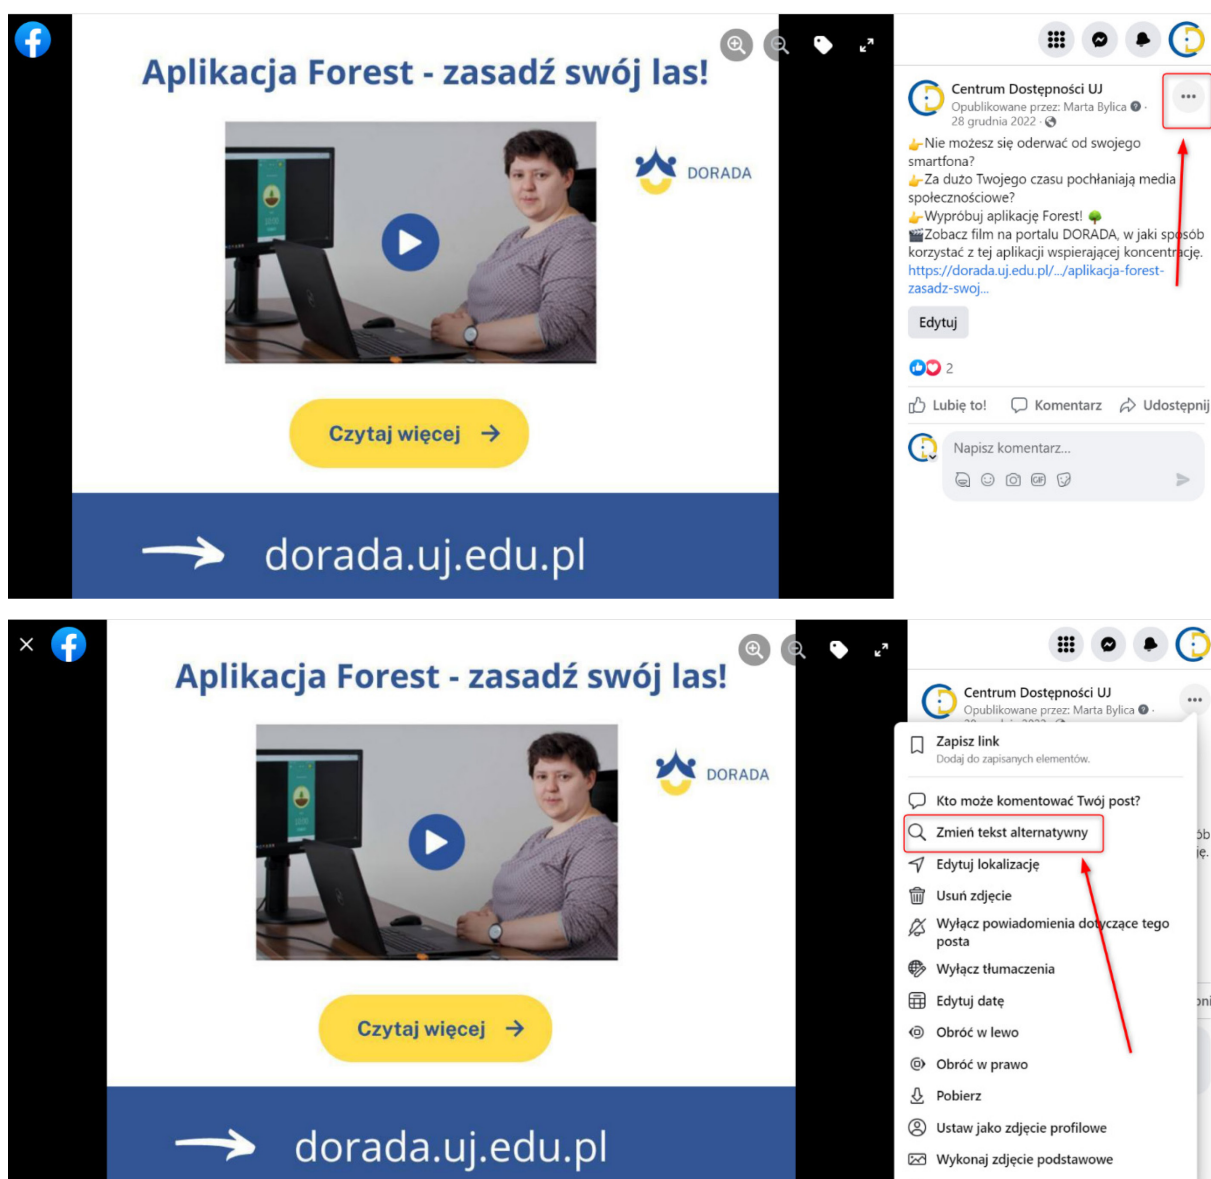 Aplikacja Forest - zasadź swój las!
DORADA
Czytaj więcej
dorada.uj.edu.pl
Centrum Dostępności UJ
Opublikowane przez: Marta Bylica ·
28 grudnia 2022 ·
👉Nie możesz się oderwać od swojego
smartfona?
👉Za dużo Twojego czasu pochłaniają media
społecznościowe?
👉Wypróbuj aplikację Forest! 🌳
🎬Zobacz film na portalu DORADA, w jaki sposób
korzystać z tej aplikacji wspierającej koncentrację.
https://dorada.uj.edu.pl/.../aplikacja-forest-
zasadz-swoj...
Edytuj
2
Lubię to! Komentarz Udostępnij
Napisz komentarz...
GIF
Aplikacja Forest - zasadź swój las!
DORADA
Czytaj więcej
dorada.uj.edu.pl
Centrum Dostępności UJ
Opublikowane przez: Marta Bylica ·
Zapisz link
Dodaj do zapisanych elementów.
Kto może komentować Twój post?
Zmień tekst alternatywny
Edytuj lokalizację
Usuń zdjęcie
Wyłącz powiadomienia dotyczące tego
posta
Wyłącz tłumaczenia
Edytuj datę
Obróć w lewo
Obróć w prawo
Pobierz
Ustaw jako zdjęcie profilowe
Wykonaj zdjęcie podstawowe